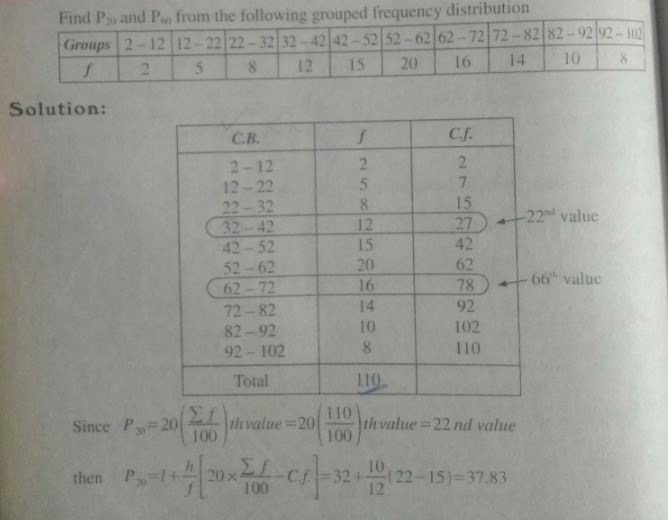 Find P₂₀ and P₆₀ from the following grouped frequency distribution
Groups 2 – 12 12 – 22 22 – 32 32 – 42 42 – 52 52 – 62 62 – 72 72 – 82 82 – 92 92 – 102
f 2 5 8 12 15 20 16 14 10 8
Solution:
C.B. f C.f.
2 – 12 2 2
12 – 22 5 7
22 – 32 8 15
32 – 42 12 27 22nd value
42 – 52 15 42
52 – 62 20 62
62 – 72 16 78 66th value
72 – 82 14 92
82 – 92 10 102
92 – 102 8 110
Total 110
Since P₂₀ = 20(∑f/100) th value = 20(110/100) th value = 22 nd value
then P₂₀ = l + h/f [20 × ∑f/100 – C.f.] = 32 + 10/12 (22 – 15) = 37.83